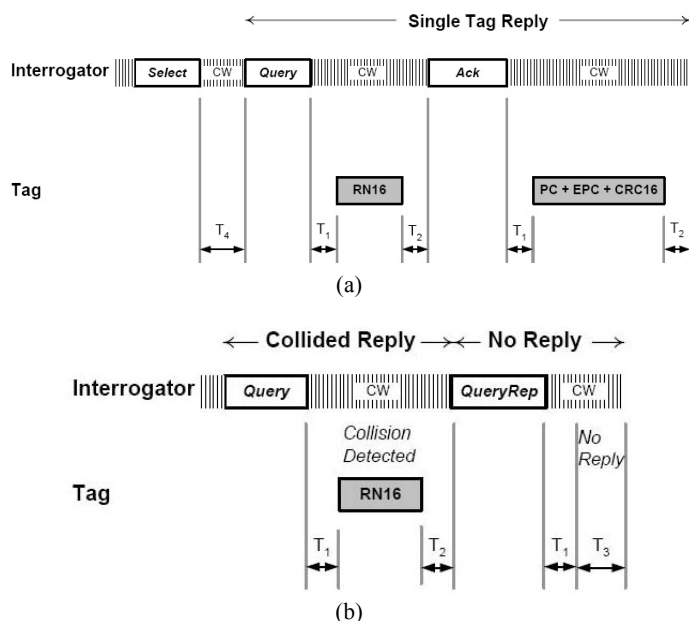 Single Tag Reply
Interrogator Select CW Query CW Ack CW
Tag RN16 PC + EPC + CRC16
T4 T1 T2 T1 T2
(a)
Collided Reply No Reply
Interrogator Query CW QueryRep CW
Collision Detected No Reply
Tag RN16
T1 T2 T1 T3
(b)